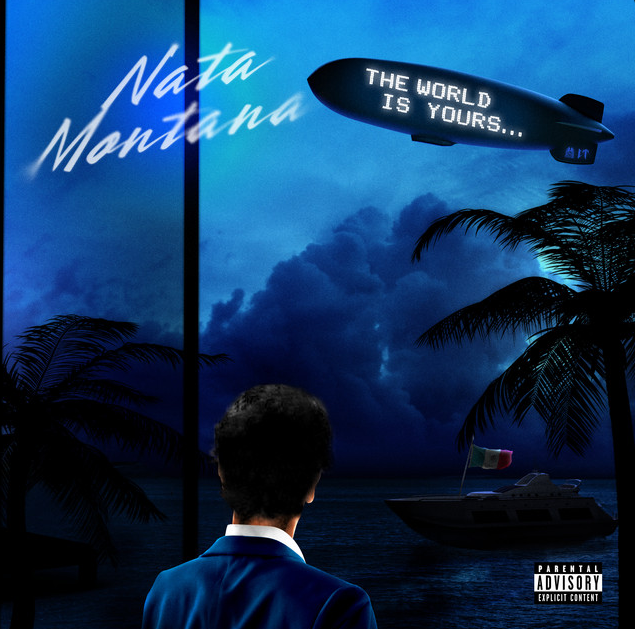 Nata
Montana
THE WORLD
IS YOURS...
PARENTAL
ADVISORY
EXPLICIT CONTENT